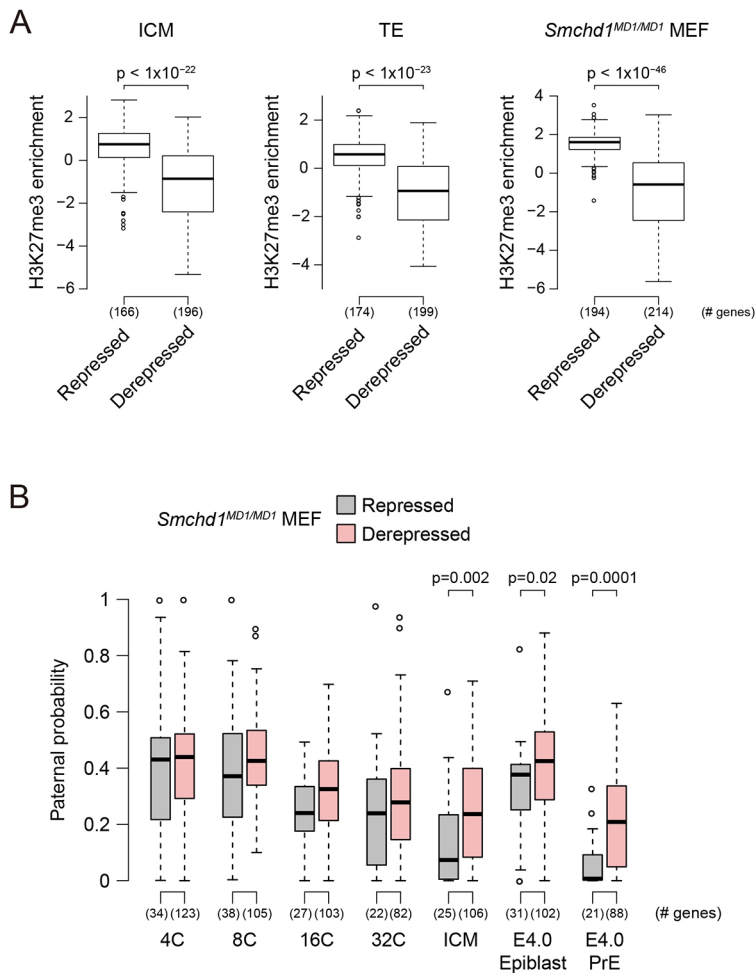 A
ICM
TE
Smchd1MD1/MD1 MEF
p < 1x10−22
p < 1x10−23
p < 1x10−46
H3K27me3 enrichment
2
0
−2
−4
−6
H3K27me3 enrichment
2
0
−2
−4
H3K27me3 enrichment
4
2
0
−2
−4
−6
(166) (196)
(174) (199)
(194) (214)
(# genes)
Repressed
Derepressed
Repressed
Derepressed
Repressed
Derepressed
B
Smchd1MD1/MD1 MEF
Repressed
Derepressed
p=0.002 p=0.02 p=0.0001
Paternal probability
1
0.8
0.6
0.4
0.2
0
(34) (123) (38) (105) (27) (103) (22) (82) (25) (106) (31) (102) (21) (88) (# genes)
4C 8C 16C 32C ICM E4.0 Epiblast E4.0 PrE